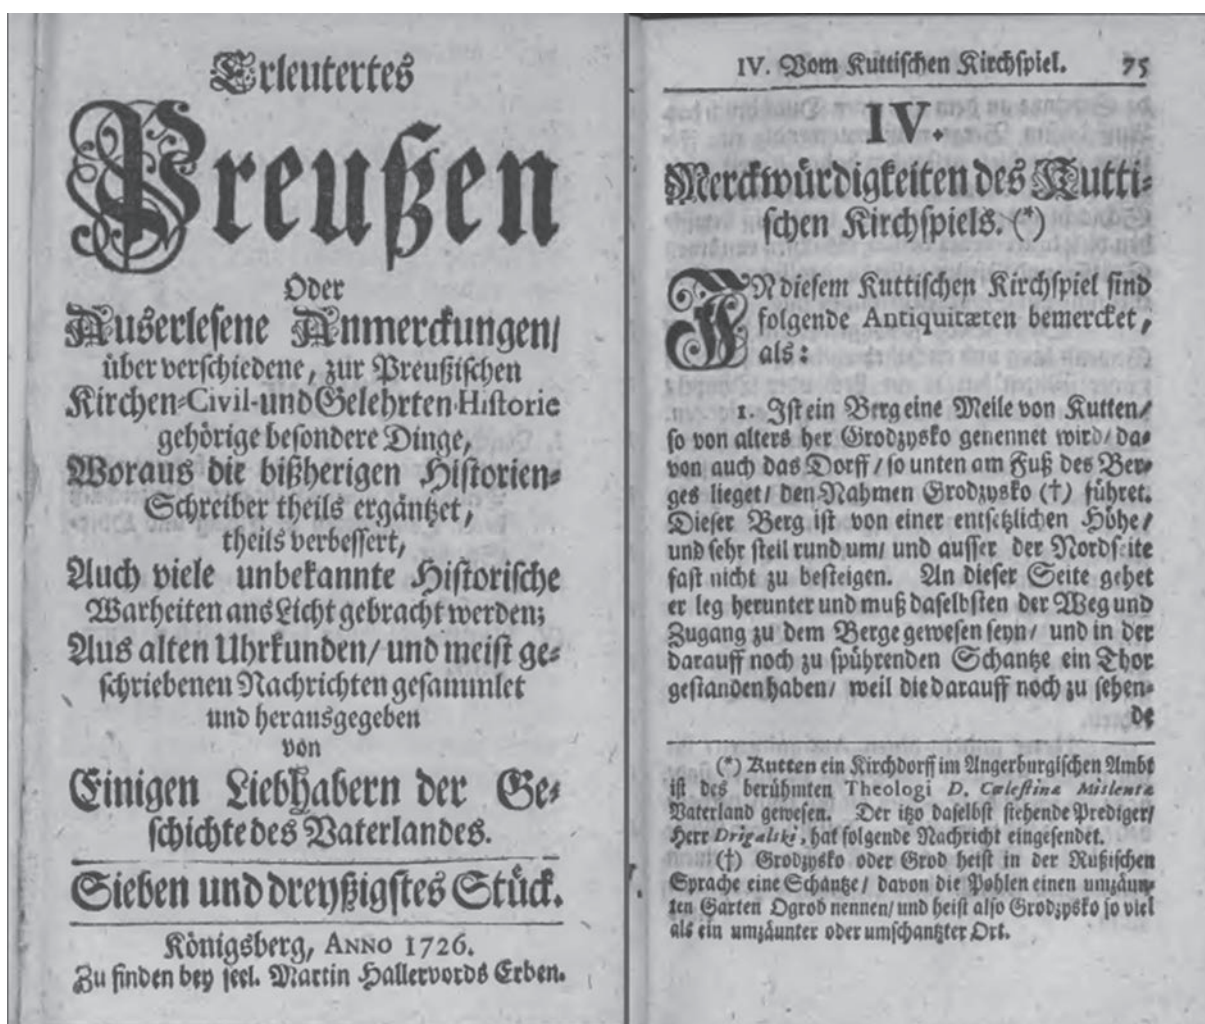 Erleutertes
Preußen
Oder
Auserlesene Anmerckungen/
über verschiedene, zur Preußischen
Kirchen-Civil-und Gelehrten-Historie
gehörige besondere Dinge,
Woraus die bißherigen Historien-
Schreiber theils ergäntzet,
theils verbessert,
Auch viele unbekannte Historische
Warheiten ans Licht gebracht werden;
Aus alten Uhrkunden/ und meist ge-
schriebenen Nachrichten gesammlet
und herausgegeben
von
Einigen Liebhabern der Ge-
schichte des Vaterlandes.
Sieben und dreyßigstes Stück.
Königsberg, ANNO 1726.
Zu finden bey seel. Martin Hallervords Erben.
IV. Vom Kuttischen Kirchspiel. 75
IV.
Merckwürdigkeiten des Kutti-
schen Kirchspiels. (*)
IN diesem Kuttischen Kirchspiel sind
folgende Antiquitæten bemercket,
als:
1. Ist ein Berg eine Meile von Kutten/
so von alters her Grodzysko genennet wird/ da-
von auch das Dorff/ so unten am Fuß des Ber-
ges lieget/ den Nahmen Grodzysko (†) führet.
Dieser Berg ist von einer entsetzlichen Höhe/
und sehr steil rund um/ und ausser der Nordseite
fast nicht zu besteigen. An dieser Seite gehet
er leg herunter und muß daselbsten der Weg und
Zugang zu dem Berge gewesen seyn/ und in der
darauff noch zu spührenden Schantze ein Thor
gestanden haben/ weil die darauff noch zu sehen-
de
(*) Kutten ein Kirchdorff im Angerburgischen Ambt
ist des berühmten Theologi D. Cœlestina Mislenta
Vaterland gewesen. Der itzo daselbst stehende Prediger/
Herr Drigalski, hat folgende Nachricht eingesendet.
(†) Grodzysko oder Grod heist in der Rußischen
Sprache eine Schantze/ davon die Pohlen einen umzäun-
ten Garten Ogrod nennen/ und heist also Grodzysko so viel
als ein umzäunter oder umschantzter Ort.